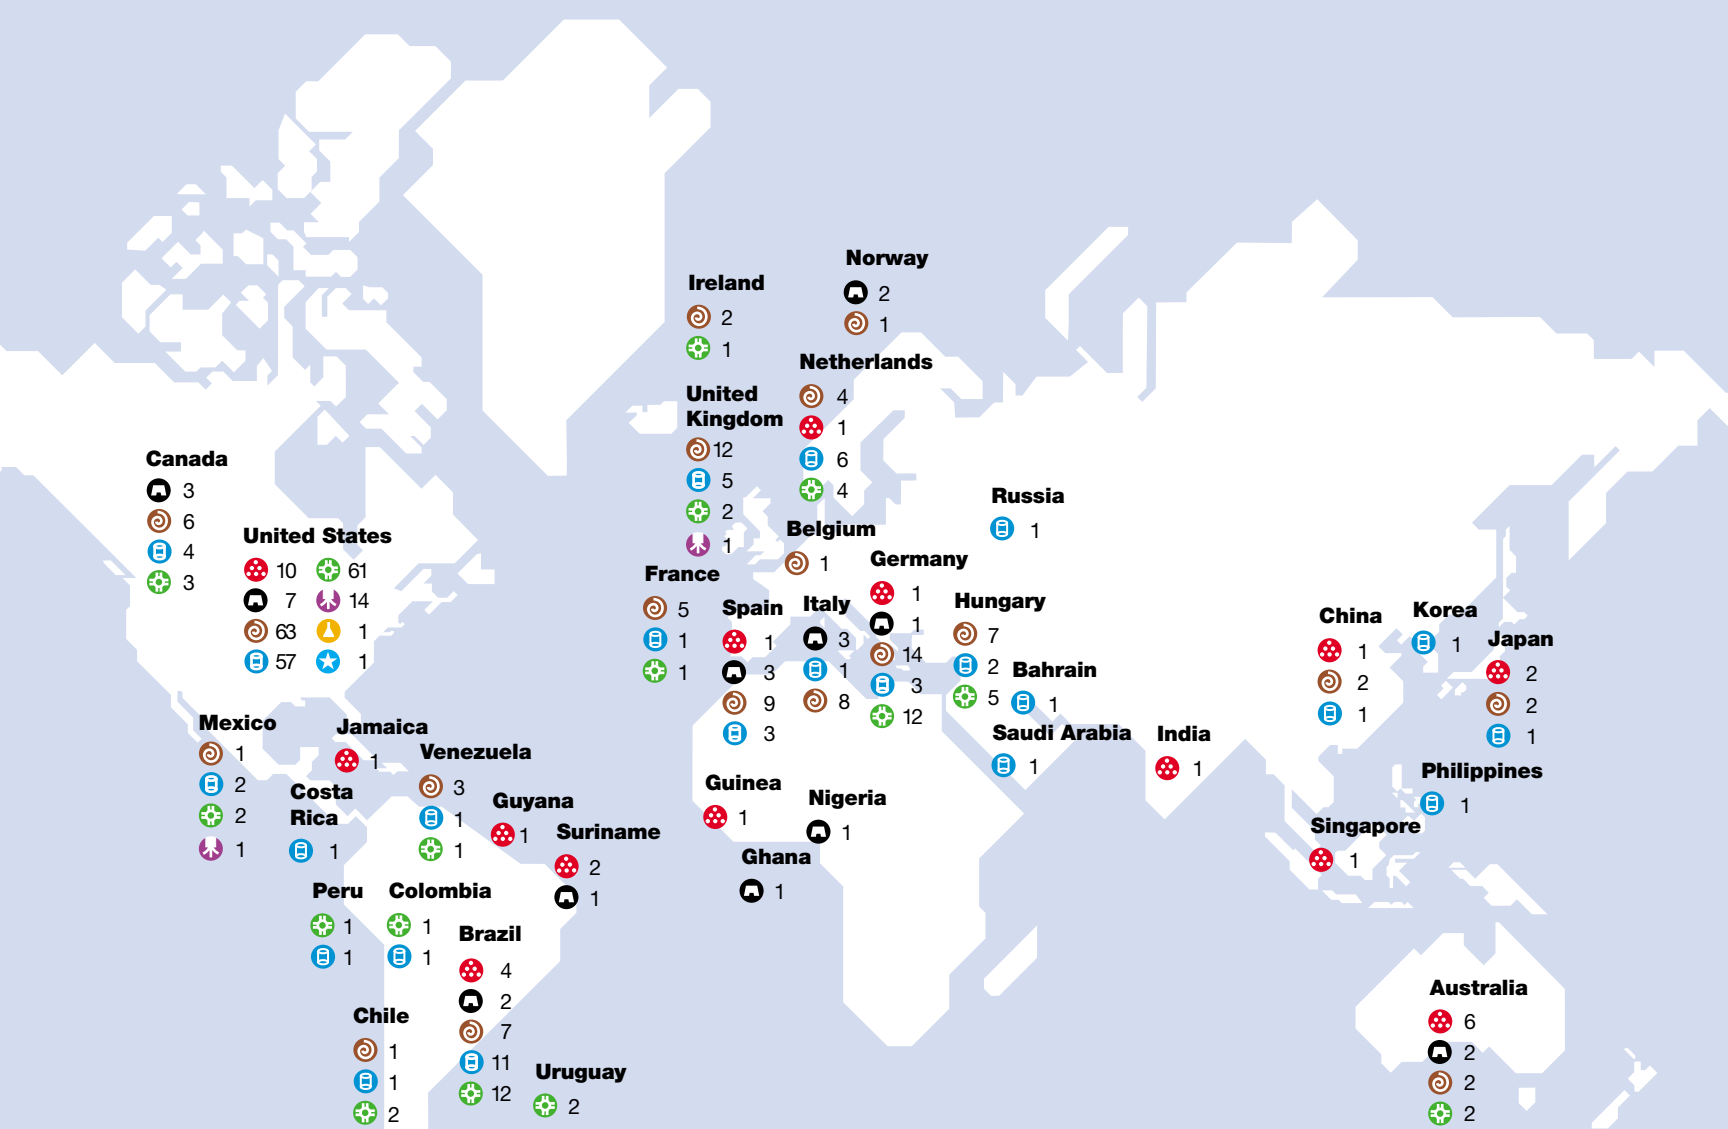 Norway
2
1
Ireland
2
1
Netherlands
4
1
6
4
United
Kingdom
12
5
2
1
Canada
3
6
4
3
United States
10 61
7 14
63 1
57 1
Russia
1
Belgium
1
Germany
1
1
14
3
12
France
5
1
1
Spain
1
3
9
3
Italy
3
1
8
Hungary
7
2
5
Bahrain
1
Saudi Arabia
1
India
1
China
1
2
1
Korea
1
Japan
2
2
1
Philippines
1
Singapore
1
Mexico
1
2
2
1
Jamaica
1
Costa
Rica
1
Venezuela
3
1
1
Guyana
1
Suriname
2
1
Guinea
1
Nigeria
1
Ghana
1
Peru
1
1
Colombia
1
1
Brazil
4
2
7
11
12
Chile
1
1
2
Uruguay
2
Australia
6
2
2
2